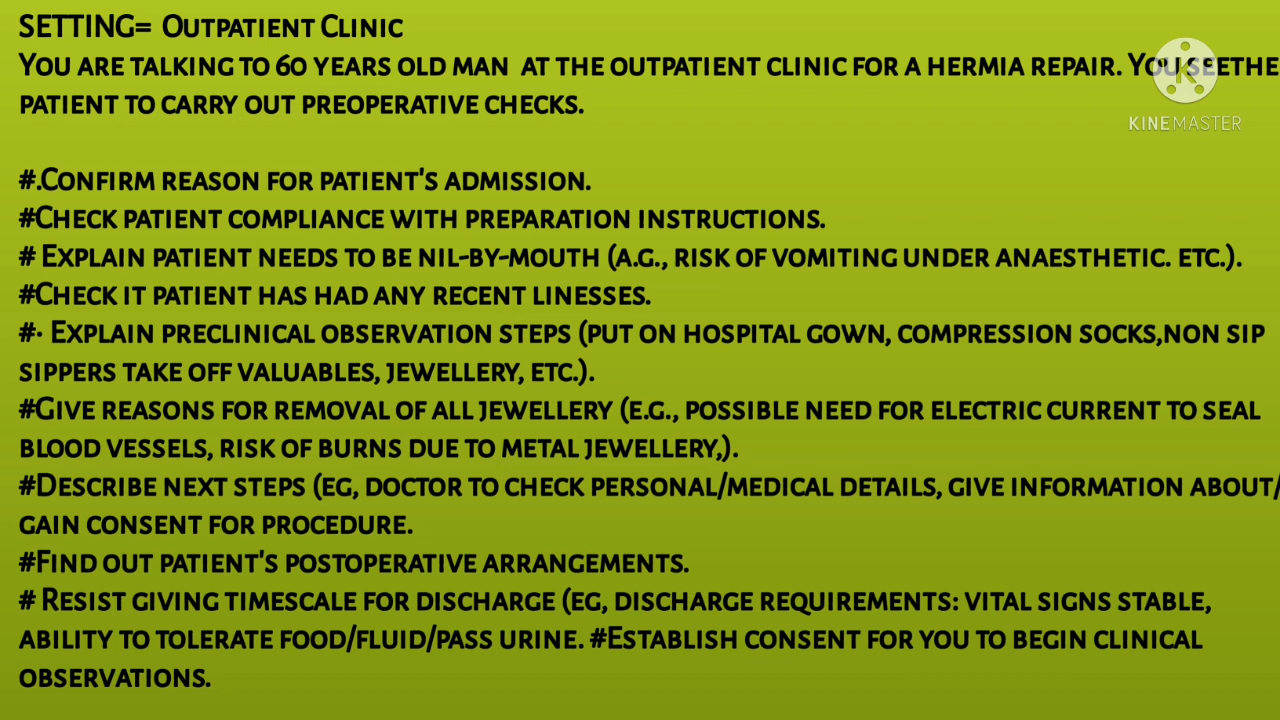 SETTING= Outpatient Clinic
You are talking to 60 years old man at the outpatient clinic for a hermia repair. You seethe
patient to carry out preoperative checks.
#.Confirm reason for patient's admission.
#Check patient compliance with preparation instructions.
# Explain patient needs to be nil-by-mouth (a.g., risk of vomiting under anaesthetic. etc.).
#Check it patient has had any recent linesses.
#· Explain preclinical observation steps (put on hospital gown, compression socks,non sip
sippers take off valuables, jewellery, etc.).
#Give reasons for removal of all jewellery (e.g., possible need for electric current to seal
blood vessels, risk of burns due to metal jewellery,).
#Describe next steps (eg, doctor to check personal/medical details, give information about/
gain consent for procedure.
#Find out patient's postoperative arrangements.
# Resist giving timescale for discharge (eg, discharge requirements: vital signs stable,
ability to tolerate food/fluid/pass urine. #Establish consent for you to begin clinical
observations.
K
KINEMASTER